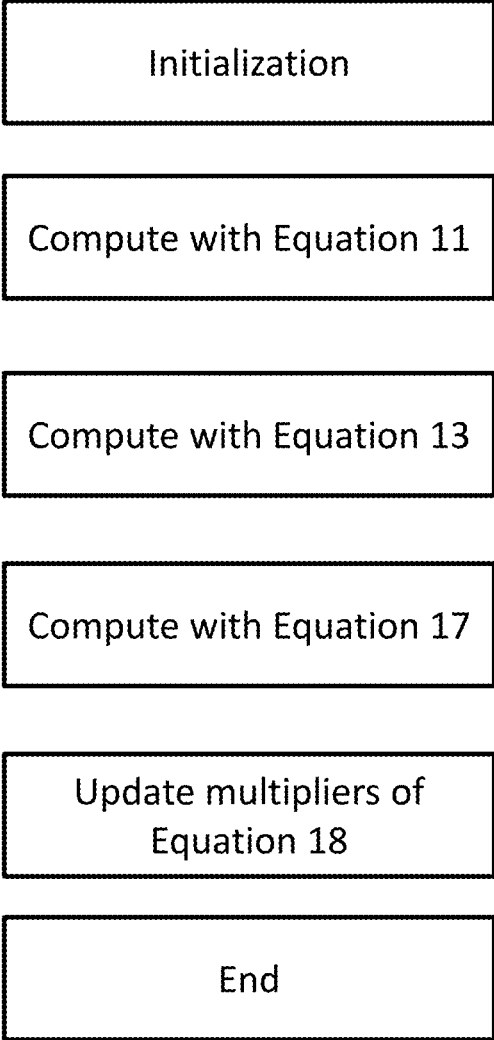 Initialization
Compute with Equation 11
Compute with Equation 13
Compute with Equation 17
Update multipliers of
Equation 18
End